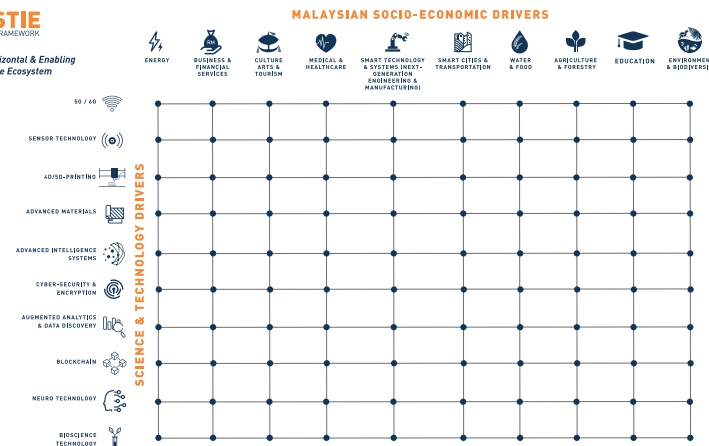 MALAYSIAN SOCIO-ECONOMIC DRIVERS
STIE
FRAMEWORK
rizontal & Enabling
e Ecosystem
ENERGY
BUSINESS &
FINANCIAL
SERVICES
CULTURE
ARTS &
TOURISM
MEDICAL &
HEALTHCARE
SMART TECHNOLOGY
& SYSTEMS (NEXT-
GENERATION
ENGINEERING &
MANUFACTURING)
SMART CITIES &
TRANSPORTATION
WATER
& FOOD
AGRICULTURE
& FORESTRY
EDUCATION
ENVIRONMEN
& BIODIVERSI
RM
SCIENCE & TECHNOLOGY DRIVERS
5G / 6G
SENSOR TECHNOLOGY
4D/5D-PRINTING
ADVANCED MATERIALS
ADVANCED INTELLIGENCE
SYSTEMS
CYBER-SECURITY &
ENCRYPTION
AUGMENTED ANALYTICS
& DATA DISCOVERY
BLOCKCHAIN
NEURO TECHNOLOGY
BIOSCIENCE
TECHNOLOGY